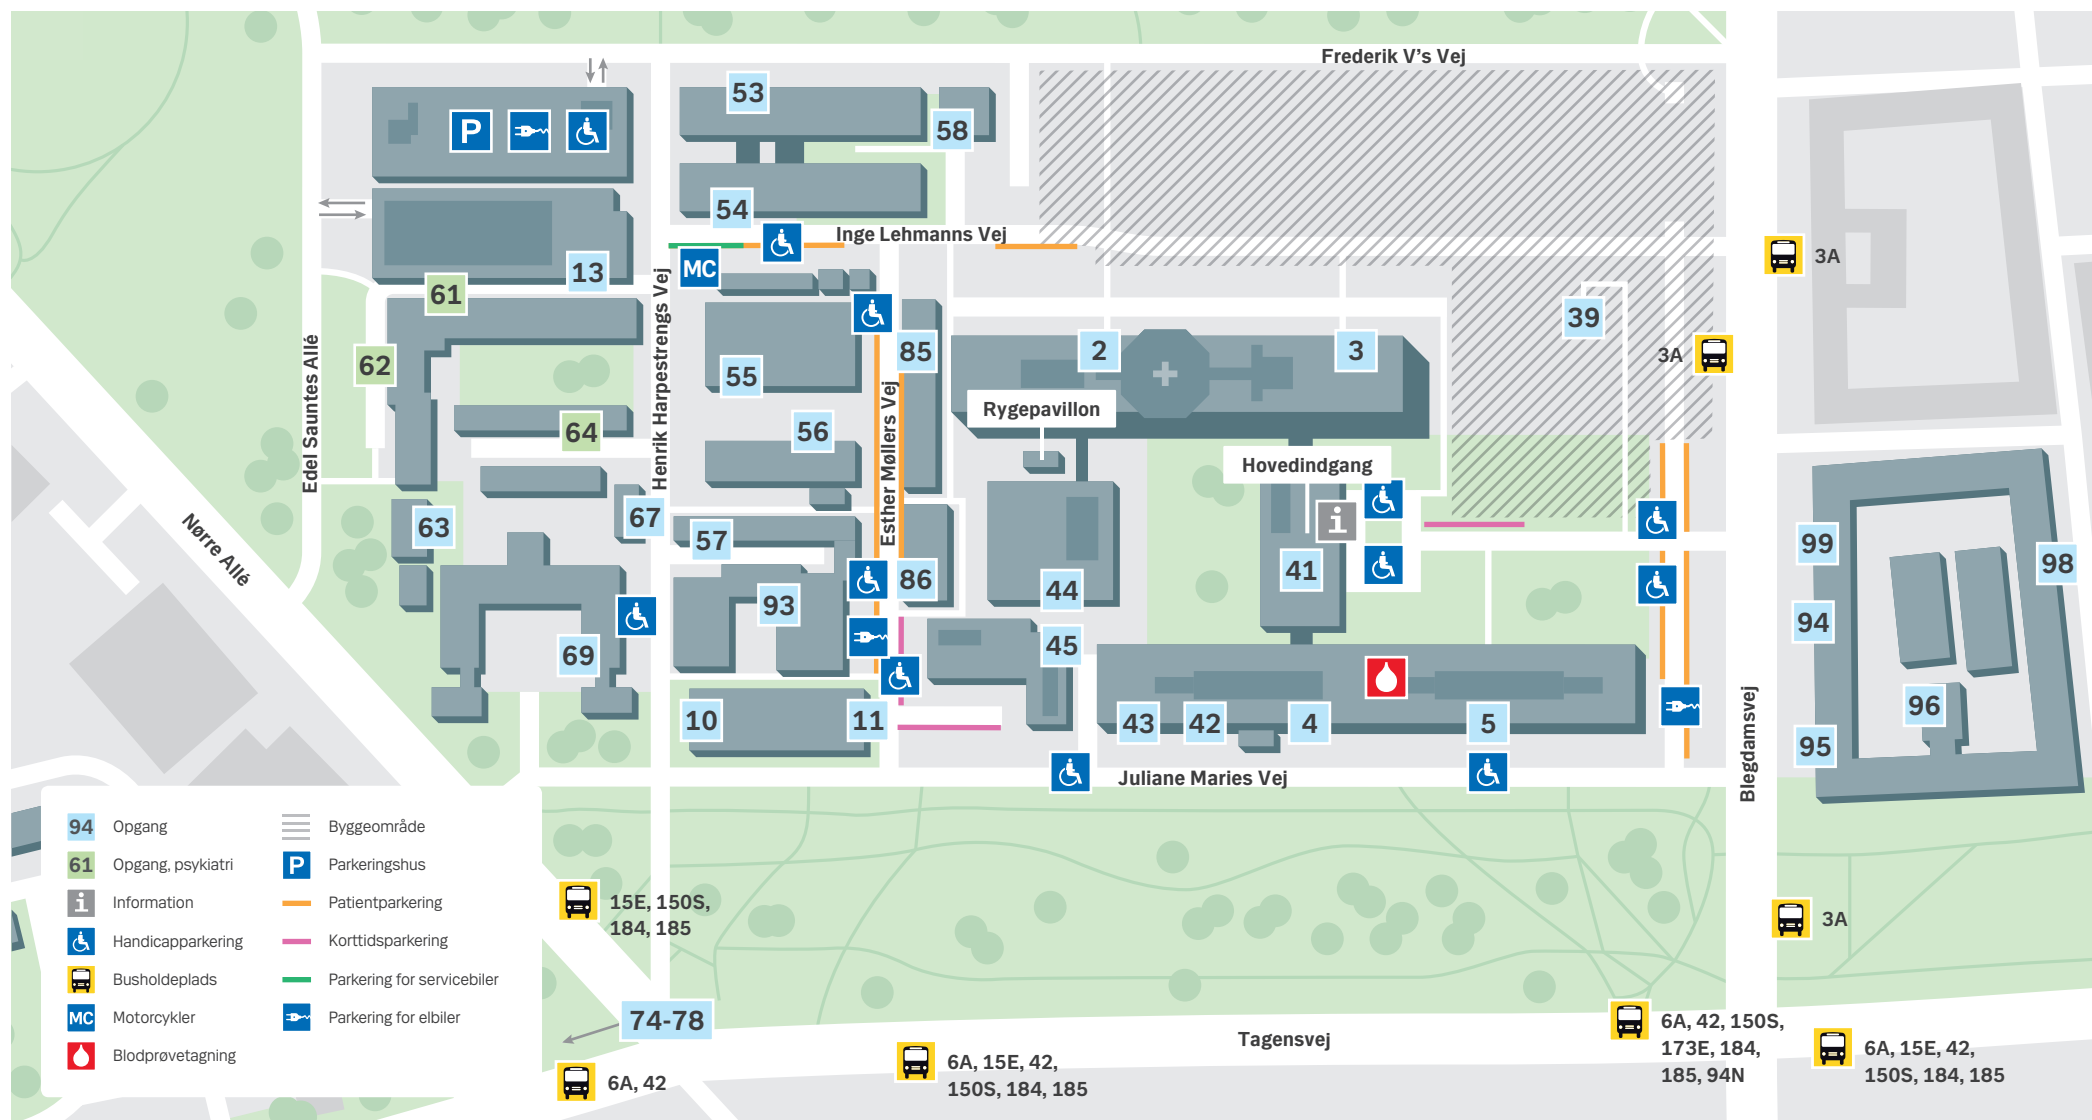 Frederik V's Vej
53
P
58
54
Inge Lehmanns Vej
3A
MC
13
61
39
62
55
85
2
3
3A
Rygepavillon
64
56
Hovedindgang
Edel Sauntes Allé
Henrik Harpestrengs Vej
Esther Møllers Vej
Nørre Allé
63
67
57
i
99
98
41
86
44
93
94
45
69
10
11
43
42
4
5
96
95
Juliane Maries Vej
Blegdamsvej
94 Opgang
61 Opgang, psykiatri
i Information
Handicapparkering
Busholdeplads
MC Motorcykler
Blodprøvetagning
Byggeområde
P Parkeringshus
Patientparkering
Korttidsparkering
Parkering for servicebiler
Parkering for elbiler
15E, 150S,
184, 185
3A
74-78
Tagensvej
6A, 42
6A, 15E, 42,
150S, 184, 185
6A, 42, 150S,
173E, 184,
185, 94N
6A, 15E, 42,
150S, 184, 185